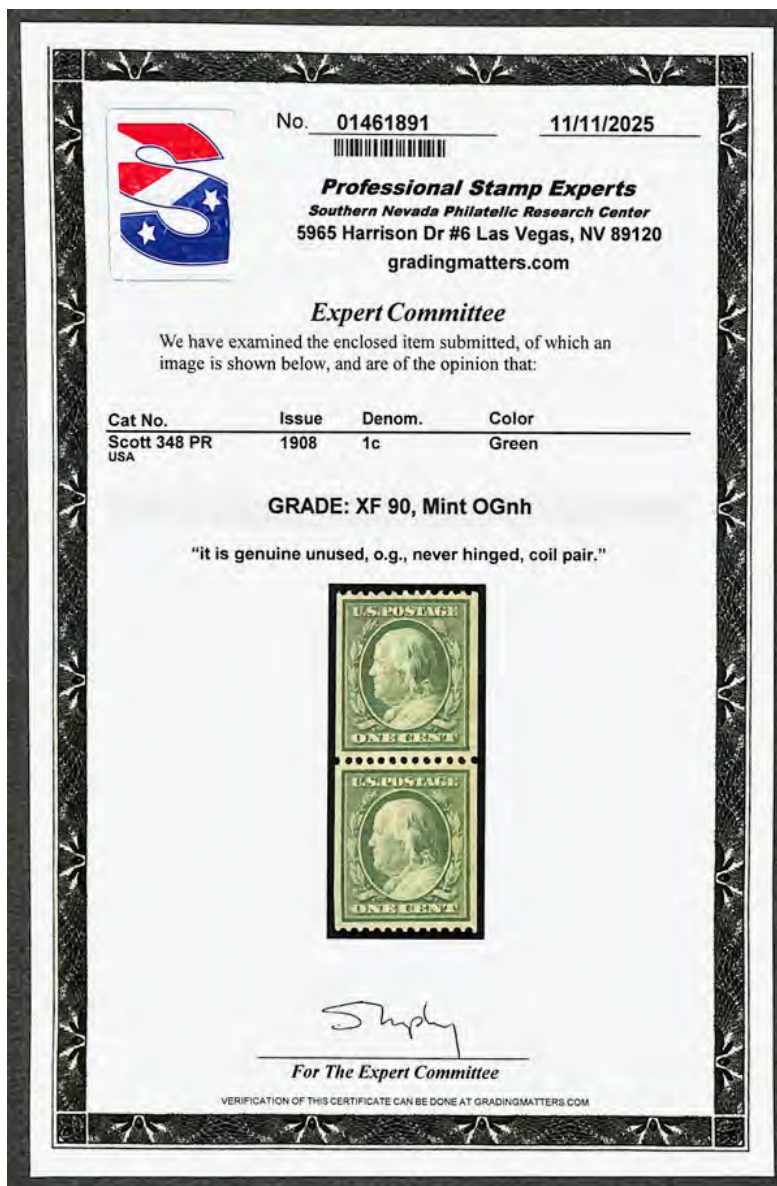 No. 01461891 11/11/2025
Professional Stamp Experts
Southern Nevada Philatelic Research Center
5965 Harrison Dr #6 Las Vegas, NV 89120
gradingmatters.com
Expert Committee
We have examined the enclosed item submitted, of which an
image is shown below, and are of the opinion that:
Cat No. Issue Denom. Color
Scott 348 PR 1908 1c Green
USA
GRADE: XF 90, Mint OGnh
"it is genuine unused, o.g., never hinged, coil pair."
U.S. POSTAGE
ONE CENT
U.S. POSTAGE
ONE CENT
For The Expert Committee
VERIFICATION OF THIS CERTIFICATE CAN BE DONE AT GRADINGMATTERS.COM